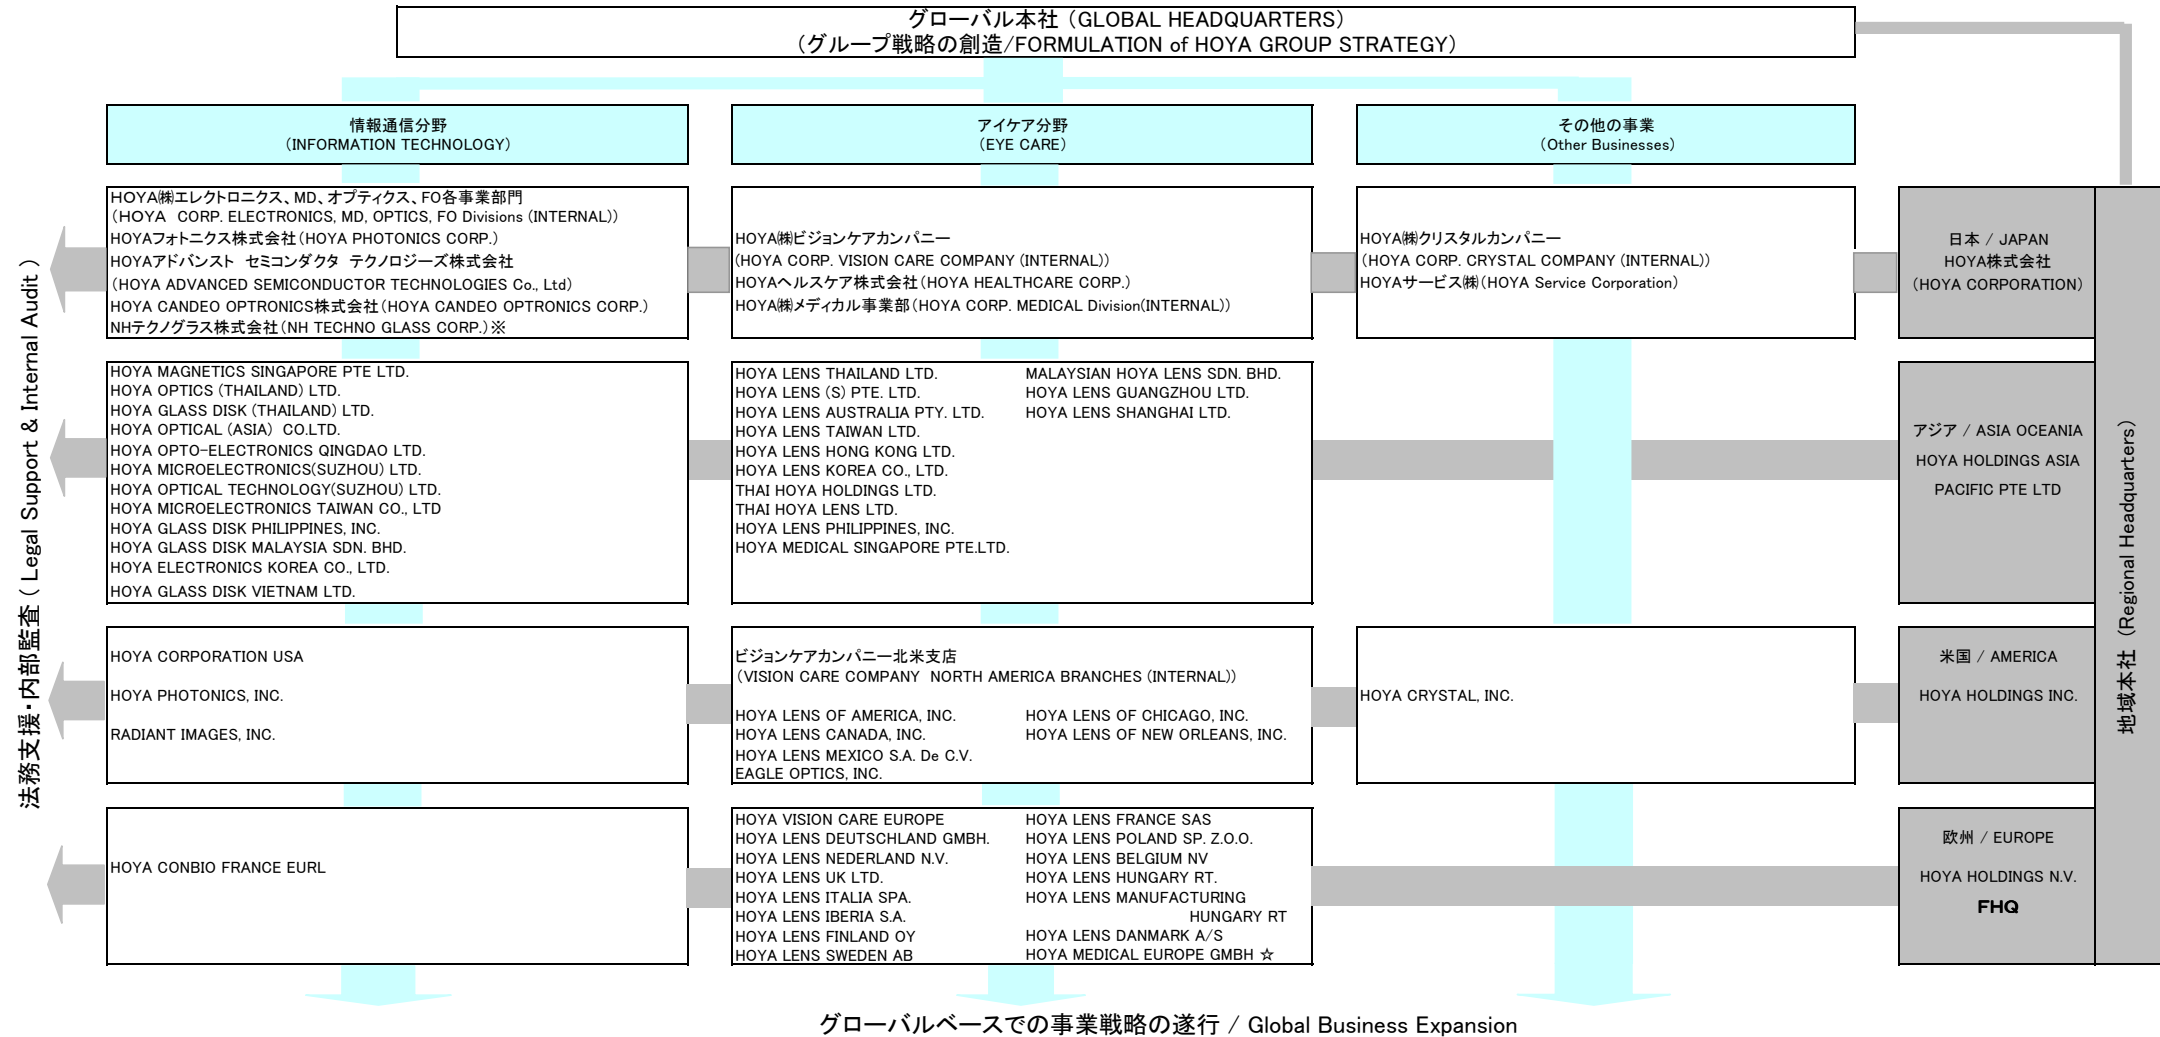 グローバル本社 (GLOBAL HEADQUARTERS)
(グループ戦略の創造/FORMULATION of HOYA GROUP STRATEGY)
情報通信分野
(INFORMATION TECHNOLOGY)
アイケア分野
(EYE CARE)
その他の事業
(Other Businesses)
HOYA㈱エレクトロニクス、MD、オプティクス、FO各事業部門
(HOYA CORP. ELECTRONICS, MD, OPTICS, FO Divisions (INTERNAL))
HOYAフォトニクス株式会社(HOYA PHOTONICS CORP.)
HOYAアドバンスト セミコンダクタ テクノロジーズ株式会社
(HOYA ADVANCED SEMICONDUCTOR TECHNOLOGIES Co., Ltd)
HOYA CANDEO OPTRONICS株式会社(HOYA CANDEO OPTRONICS CORP.)
NHテクノグラス株式会社(NH TECHNO GLASS CORP.)※
HOYA㈱ビジョンケアカンパニー
(HOYA CORP. VISION CARE COMPANY (INTERNAL))
HOYAヘルスケア株式会社(HOYA HEALTHCARE CORP.)
HOYA㈱メディカル事業部(HOYA CORP. MEDICAL Division(INTERNAL))
HOYA㈱クリスタルカンパニー
(HOYA CORP. CRYSTAL COMPANY (INTERNAL))
HOYAサービス㈱(HOYA Service Corporation)
日本 / JAPAN
HOYA株式会社
(HOYA CORPORATION)
HOYA MAGNETICS SINGAPORE PTE LTD.
HOYA OPTICS (THAILAND) LTD.
HOYA GLASS DISK (THAILAND) LTD.
HOYA OPTICAL (ASIA) CO.LTD.
HOYA OPTO-ELECTRONICS QINGDAO LTD.
HOYA MICROELECTRONICS(SUZHOU) LTD.
HOYA OPTICAL TECHNOLOGY(SUZHOU) LTD.
HOYA MICROELECTRONICS TAIWAN CO., LTD
HOYA GLASS DISK PHILIPPINES, INC.
HOYA GLASS DISK MALAYSIA SDN. BHD.
HOYA ELECTRONICS KOREA CO., LTD.
HOYA GLASS DISK VIETNAM LTD.
HOYA LENS THAILAND LTD.
HOYA LENS (S) PTE. LTD.
HOYA LENS AUSTRALIA PTY. LTD.
HOYA LENS TAIWAN LTD.
HOYA LENS HONG KONG LTD.
HOYA LENS KOREA CO., LTD.
THAI HOYA HOLDINGS LTD.
THAI HOYA LENS LTD.
HOYA LENS PHILIPPINES, INC.
HOYA MEDICAL SINGAPORE PTE.LTD.
MALAYSIAN HOYA LENS SDN. BHD.
HOYA LENS GUANGZHOU LTD.
HOYA LENS SHANGHAI LTD.
アジア / ASIA OCEANIA
HOYA HOLDINGS ASIA
PACIFIC PTE LTD
HOYA CORPORATION USA
HOYA PHOTONICS, INC.
RADIANT IMAGES, INC.
ビジョンケアカンパニー北米支店
(VISION CARE COMPANY NORTH AMERICA BRANCHES (INTERNAL))
HOYA LENS OF AMERICA, INC.
HOYA LENS CANADA, INC.
HOYA LENS MEXICO S.A. De C.V.
EAGLE OPTICS, INC.
HOYA LENS OF CHICAGO, INC.
HOYA LENS OF NEW ORLEANS, INC.
HOYA CRYSTAL, INC.
米国 / AMERICA
HOYA HOLDINGS INC.
HOYA CONBIO FRANCE EURL
HOYA VISION CARE EUROPE
HOYA LENS DEUTSCHLAND GMBH.
HOYA LENS NEDERLAND N.V.
HOYA LENS UK LTD.
HOYA LENS ITALIA SPA.
HOYA LENS IBERIA S.A.
HOYA LENS FINLAND OY
HOYA LENS SWEDEN AB
HOYA LENS FRANCE SAS
HOYA LENS POLAND SP. Z.O.O.
HOYA LENS BELGIUM NV
HOYA LENS HUNGARY RT.
HOYA LENS MANUFACTURING
HUNGARY RT
HOYA LENS DANMARK A/S
HOYA MEDICAL EUROPE GMBH ☆
欧州 / EUROPE
HOYA HOLDINGS N.V.
FHQ
法務支援・内部監査 ( Legal Support & Internal Audit )
地域本社 (Regional Headquarters)
グローバルベースでの事業戦略の遂行 / Global Business Expansion